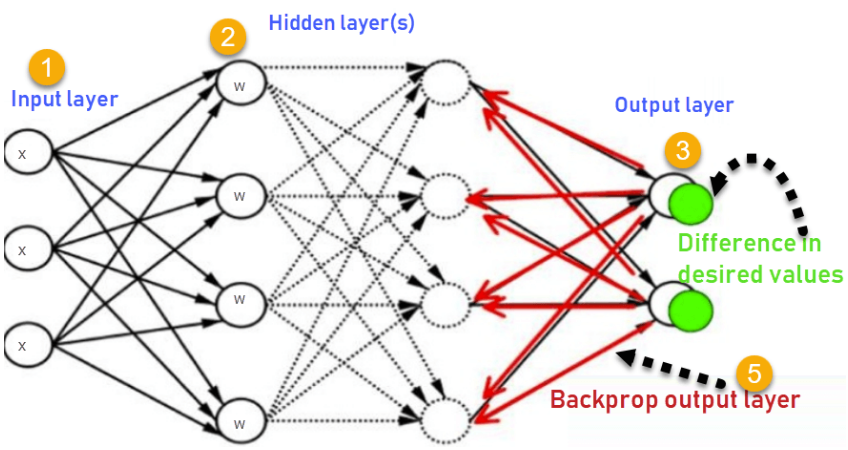 2
Hidden layer(s)
1
Input layer
Output layer
3
x
x
x
w
w
w
w
Difference in
desired values
5
Backprop output layer